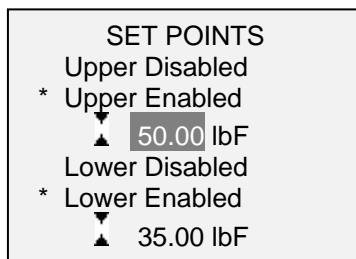 SET POINTS
Upper Disabled
* Upper Enabled
50.00 lbF
Lower Disabled
* Lower Enabled
35.00 lbF